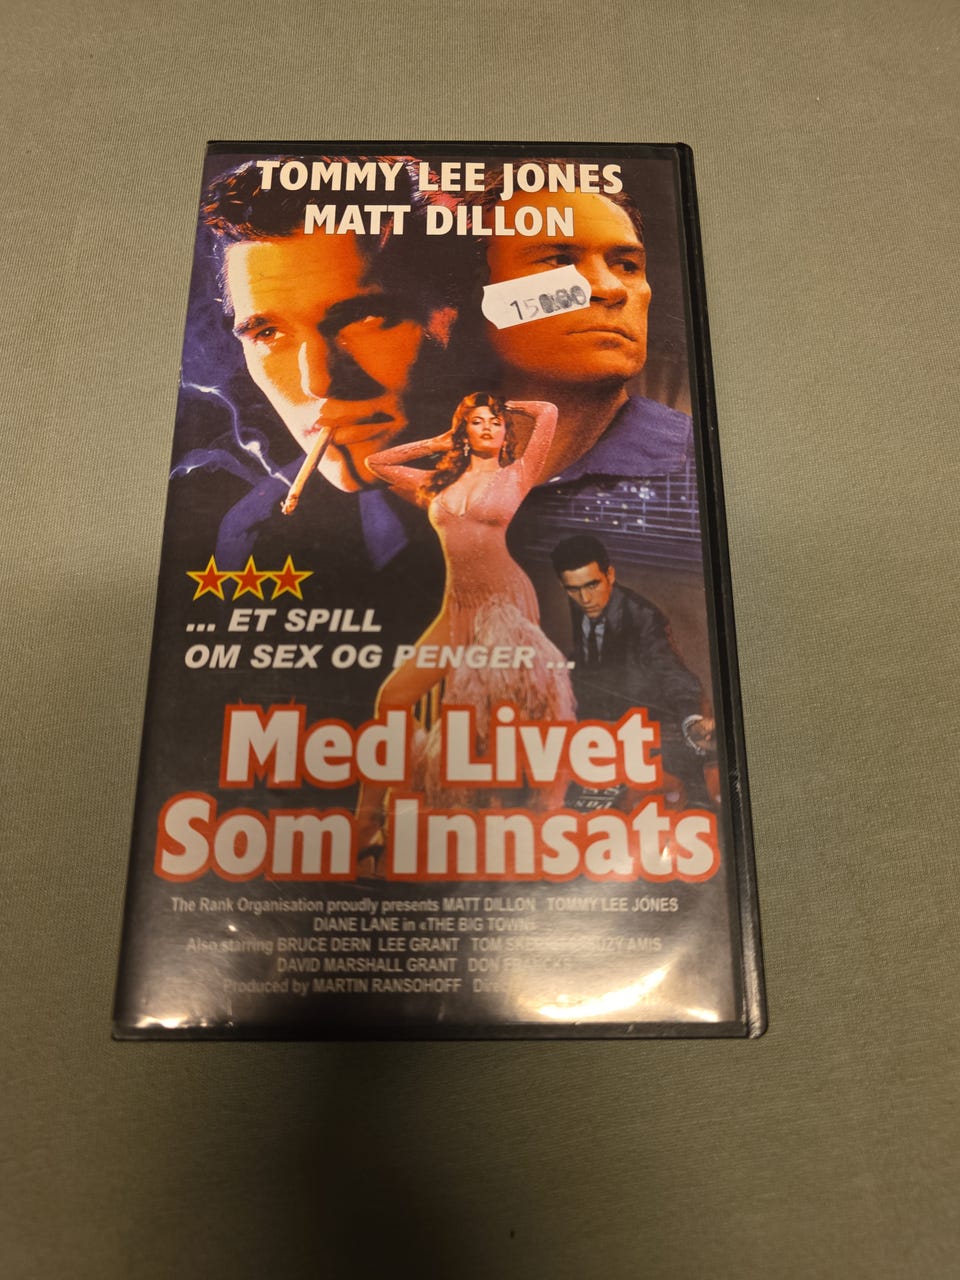 TOMMY LEE JONES
MATT DILLON
... ET SPILL
OM SEX OG PENGER ...
Med Livet
Som Innsats
The Rank Organisation proudly presents MATT DILLON TOMMY LEE JONES
DIANE LANE in «THE BIG TOWN»
Also starring BRUCE DERN LEE GRANT TOM SUZY AMIS
DAVID MARSHALL GRANT DON
Produced by MARTIN RANSOHOFF